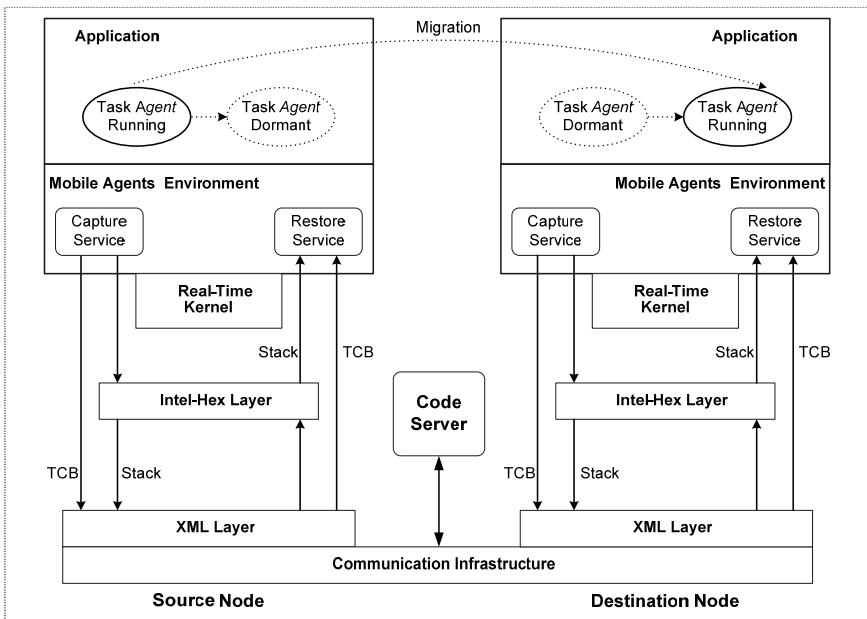 Application
Migration
Application
Task Agent
Running
Task Agent
Dormant
Task Agent
Dormant
Task Agent
Running
Mobile Agents Environment
Mobile Agents Environment
Capture
Service
Restore
Service
Capture
Service
Restore
Service
Real-Time
Kernel
Real-Time
Kernel
Stack
TCB
Stack
TCB
Intel-Hex Layer
Code
Server
Intel-Hex Layer
TCB
Stack
TCB
Stack
XML Layer
XML Layer
Communication Infrastructure
Source Node
Destination Node